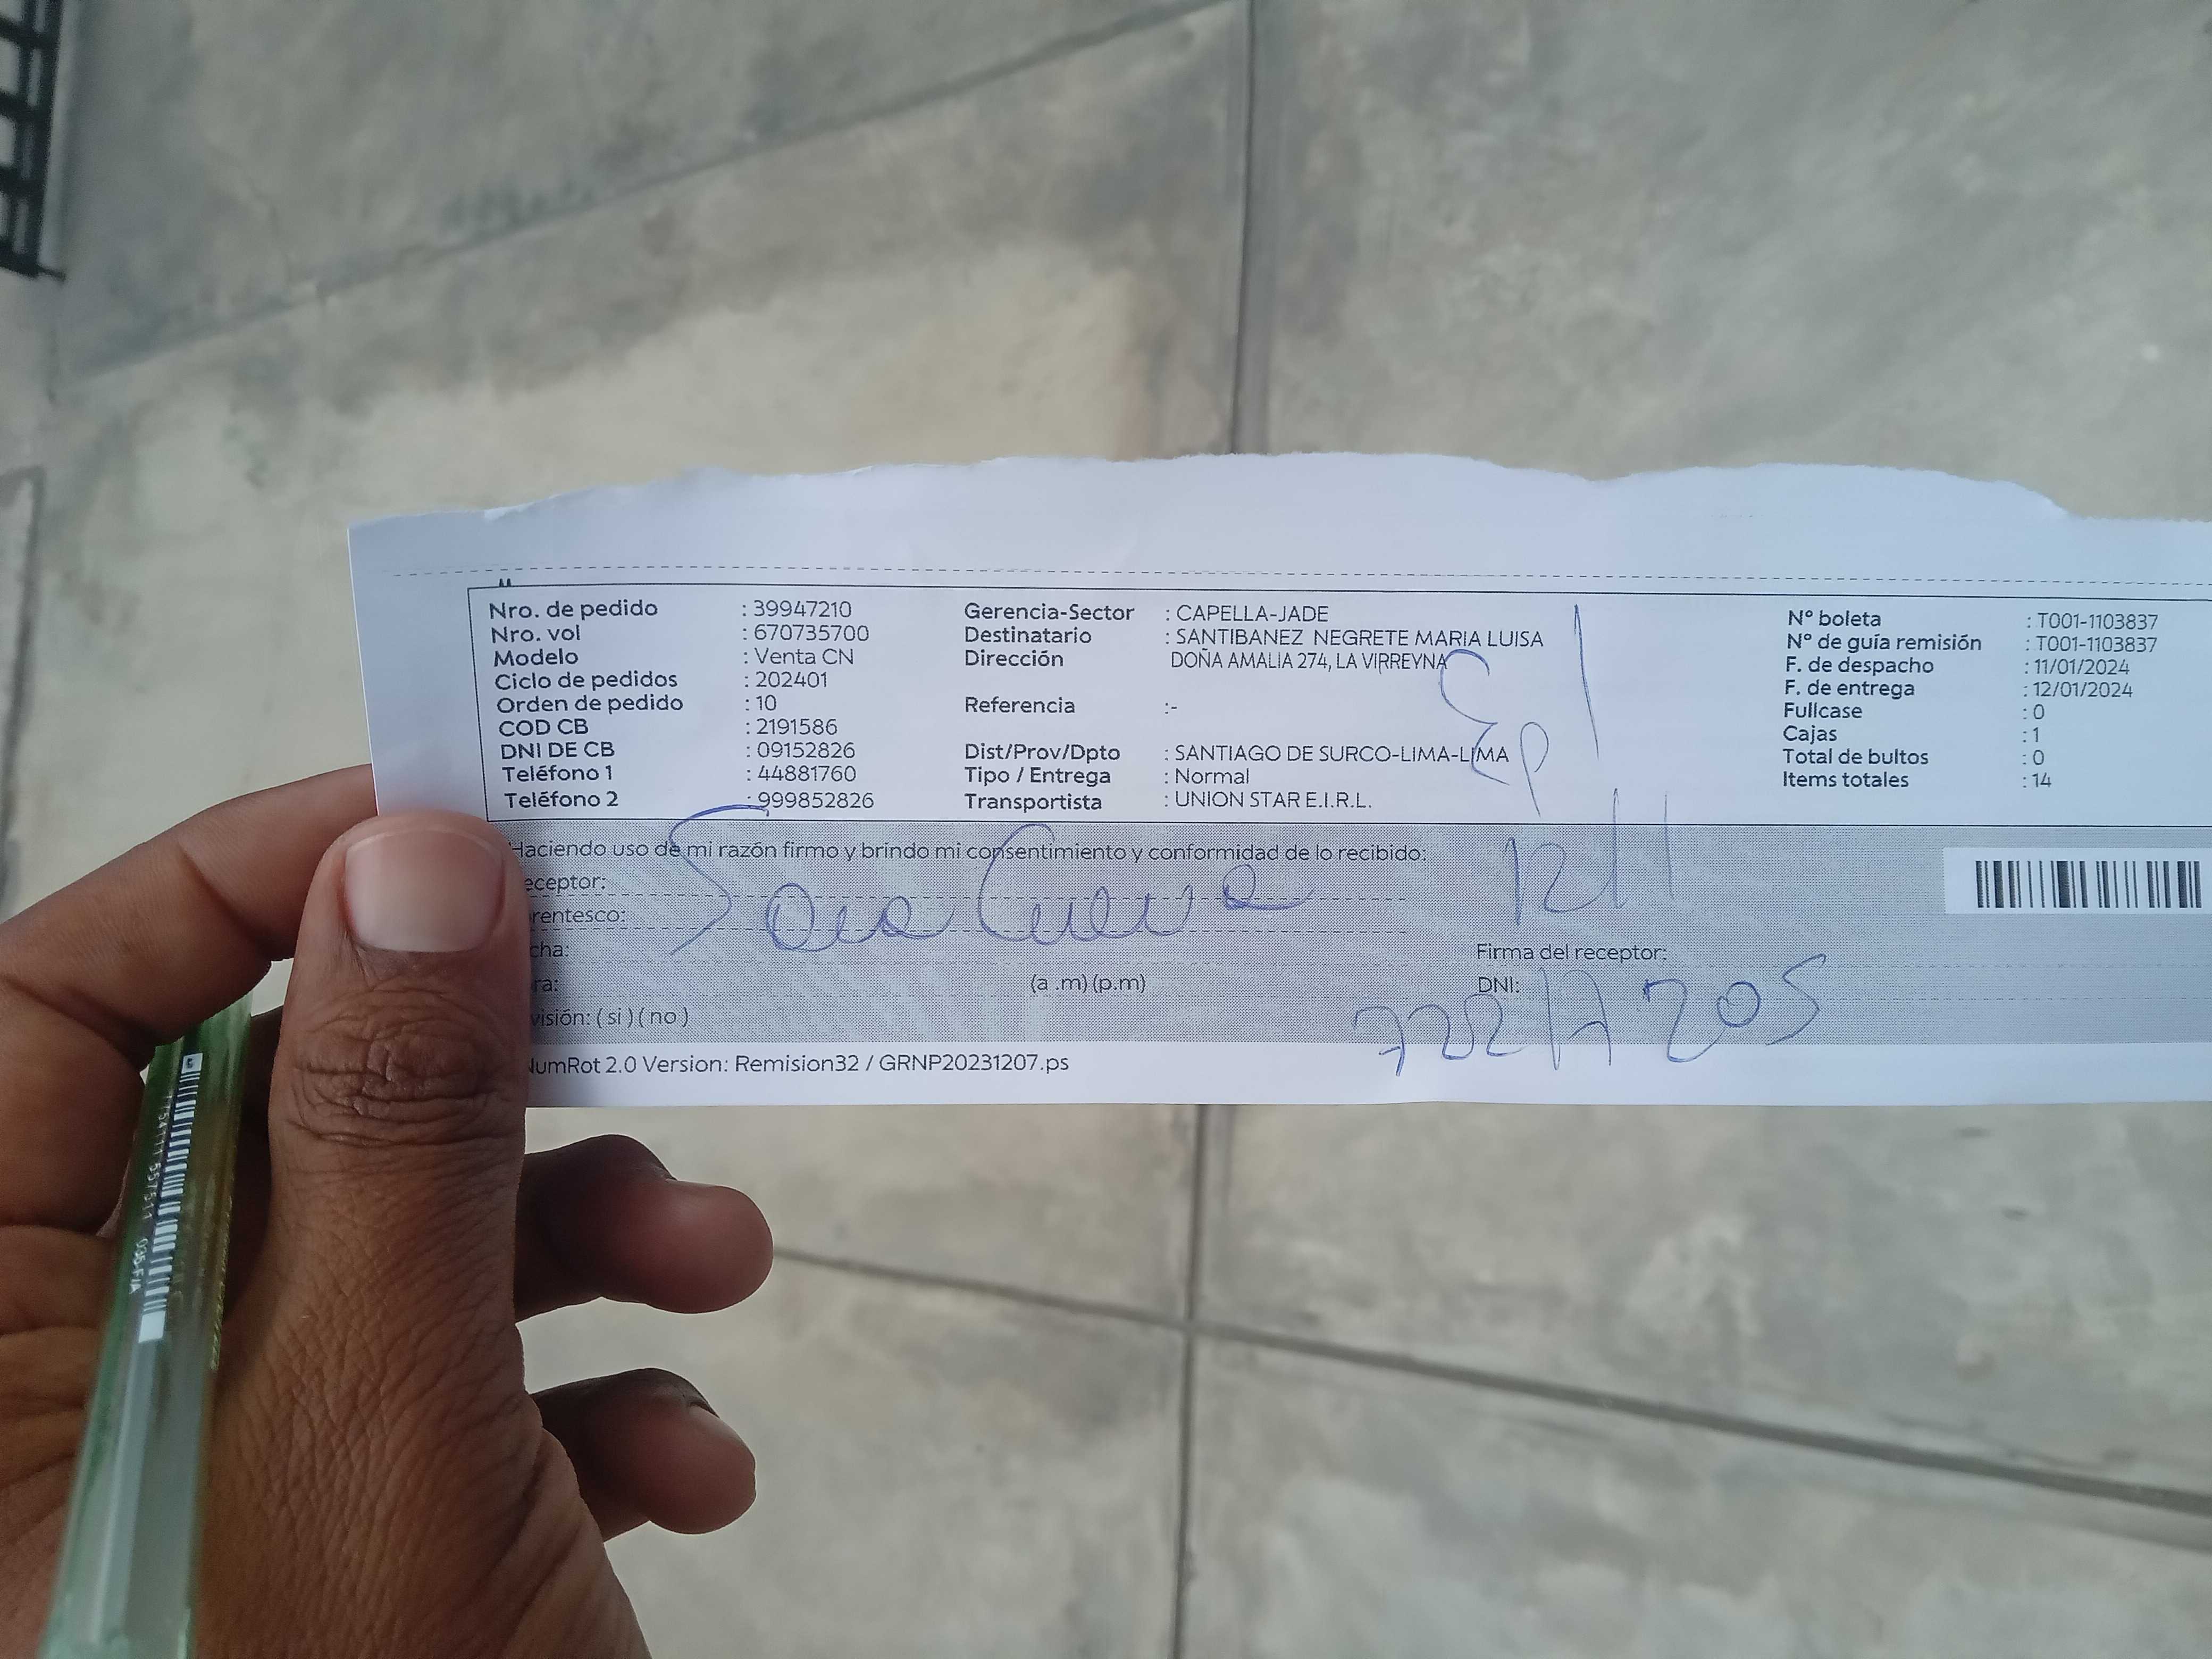 Nro. de pedido : 39947210
Nro. vol : 670735700
Modelo : Venta CN
Ciclo de pedidos : 202401
Orden de pedido : 10
COD CB : 2191586
DNI DE CB : 09152826
Teléfono 1 : 44881760
Teléfono 2 : 999852826
Gerencia-Sector : CAPELLA-JADE
Destinatario : SANTIBANEZ NEGRETE MARIA LUISA
Dirección DOÑA AMALIA 274, LA VIRREYNA
Referencia :-
Dist/Prov/Dpto : SANTIAGO DE SURCO-LIMA-LIMA
Tipo / Entrega : Normal
Transportista : UNION STAR E.I.R.L.
N° boleta : T001-1103837
N° de guía remisión : T001-1103837
F. de despacho : 11/01/2024
F. de entrega : 12/01/2024
Fullcase : 0
Cajas : 1
Total de bultos : 0
Items totales : 14
Haciendo uso de mi razón firmo y brindo mi consentimiento y conformidad de lo recibido:
eceptor:
rentesco:
cha:
ra: (a .m) (p.m)
visión: ( si ) ( no )
Firma del receptor:
DNI:
NumRot 2.0 Version: Remision32 / GRNP20231207.ps